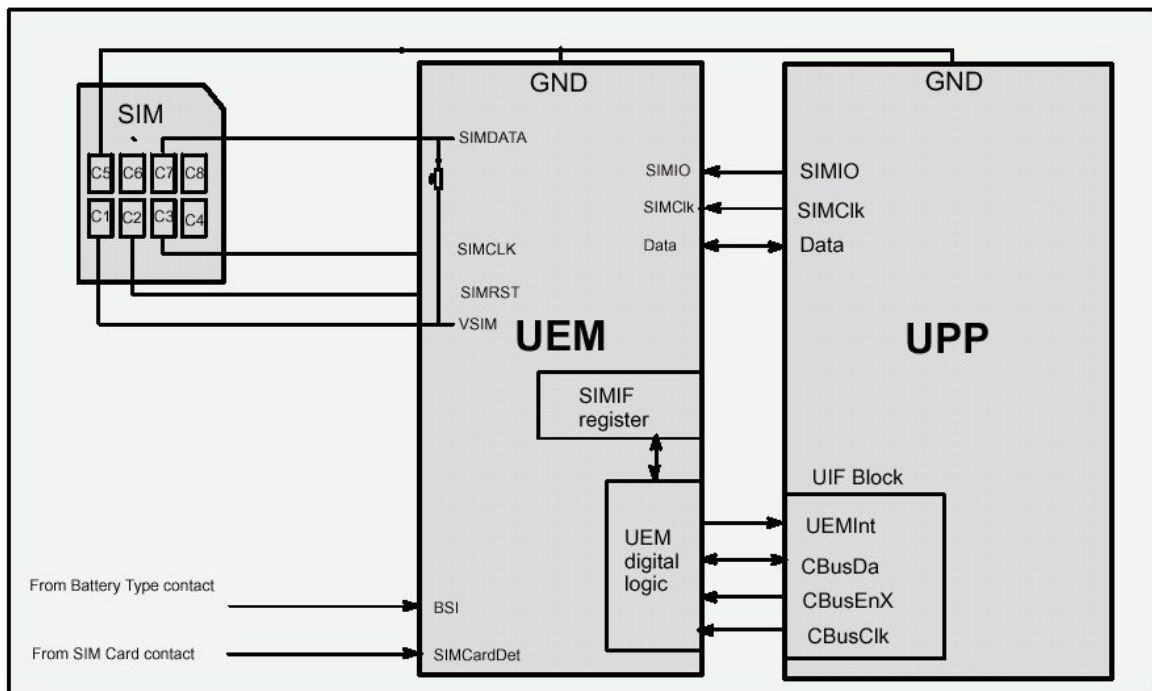 GND
GND
SIM
SIMDATA
C5 C6 C7 C8
C1 C2 C3 C4
SIMIO
SIMIO
SIMClk
SIMClk
Data
Data
SIMCLK
SIMRST
VSIM
UEM
UPP
SIMIF
register
UIF Block
UEM
digital
logic
UEMInt
CBusDa
CBusEnX
CBusClk
From Battery Type contact
BSI
From SIM Card contact
SIMCardDet